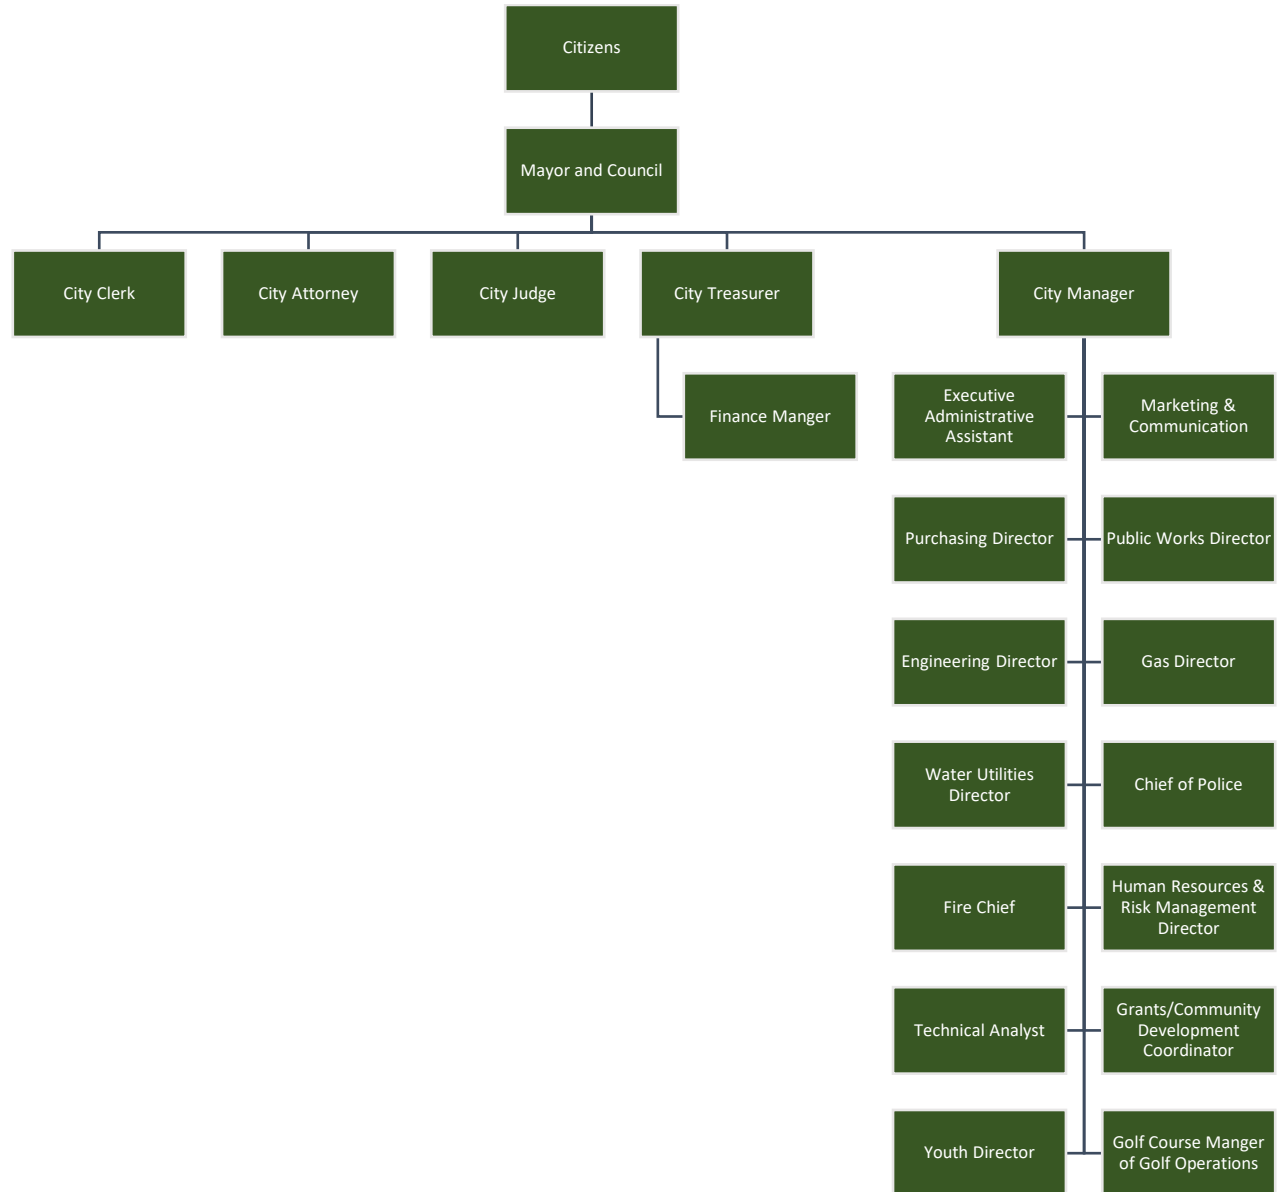 Citizens
Mayor and Council
City Clerk
City Attorney
City Judge
City Treasurer
City Manager
Finance Manger
Executive
Administrative
Assistant
Marketing &
Communication
Purchasing Director
Public Works Director
Engineering Director
Gas Director
Water Utilities
Director
Chief of Police
Fire Chief
Human Resources &
Risk Management
Director
Technical Analyst
Grants/Community
Development
Coordinator
Youth Director
Golf Course Manger
of Golf Operations